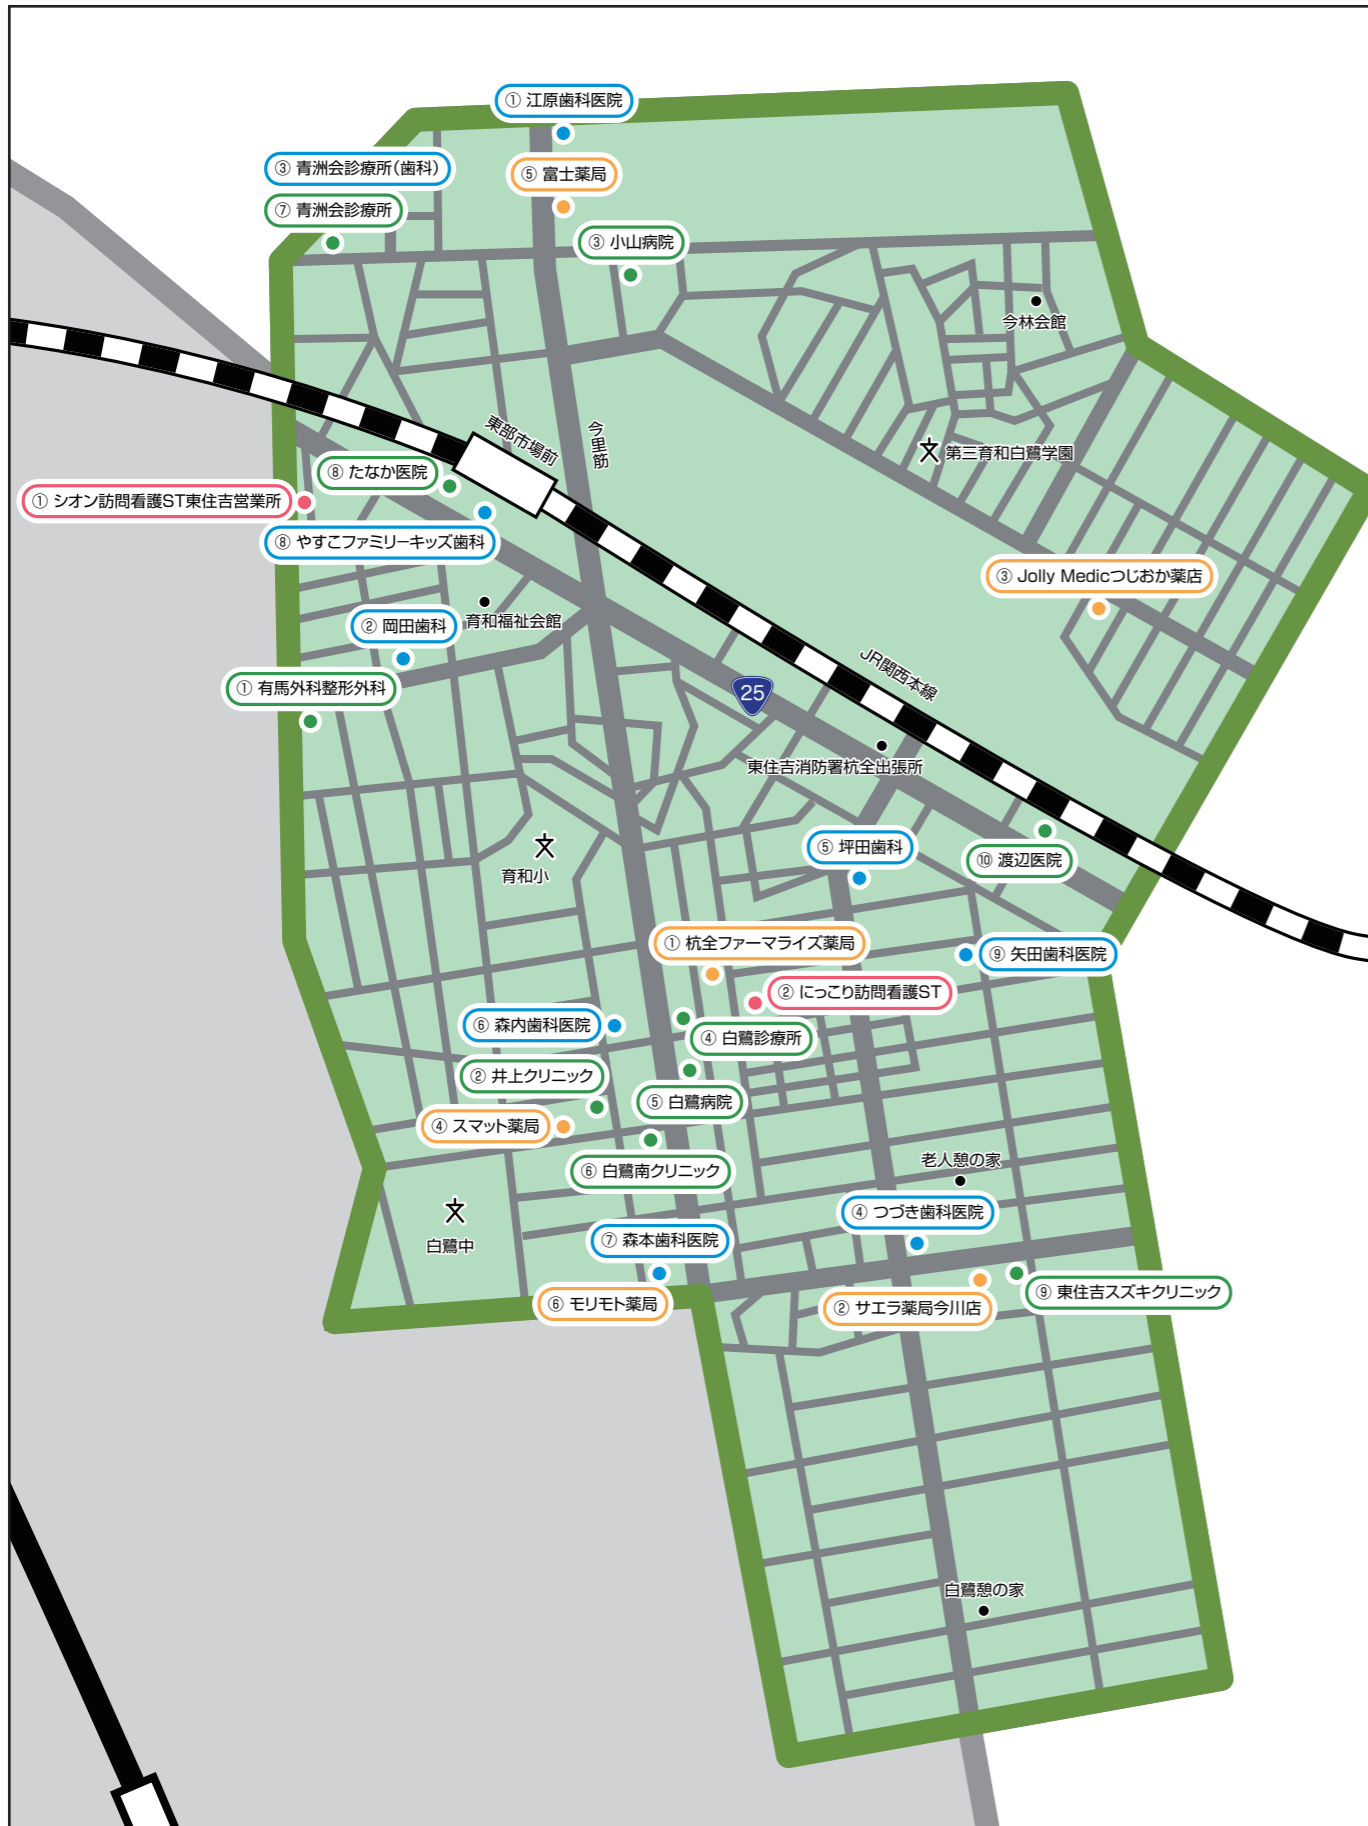 ① 江原歯科医院
③ 青洲会診療所(歯科)
⑤ 富士薬局
⑦ 青洲会診療所
③ 小山病院
今林会館
東部市場前
今里筋
第三育和白鷺学園
⑧ たなか医院
① シオン訪問看護ST東住吉営業所
⑧ やすこファミリーキッズ歯科
③ Jolly Medicつじおか薬店
育和福祉会館
② 岡田歯科
JR関西本線
① 有馬外科整形外科
25
東住吉消防署杭全出張所
⑤ 坪田歯科
⑩ 渡辺医院
育和小
① 杭全ファーマライズ薬局
⑨ 矢田歯科医院
② にっこり訪問看護ST
⑥ 森内歯科医院
④ 白鷺診療所
② 井上クリニック
⑤ 白鷺病院
④ スマット薬局
老人憩の家
⑥ 白鷺南クリニック
④ つづき歯科医院
白鷺中
⑦ 森本歯科医院
⑨ 東住吉スズキクリニック
⑥ モリモト薬局
② サエラ薬局今川店
白鷺憩の家